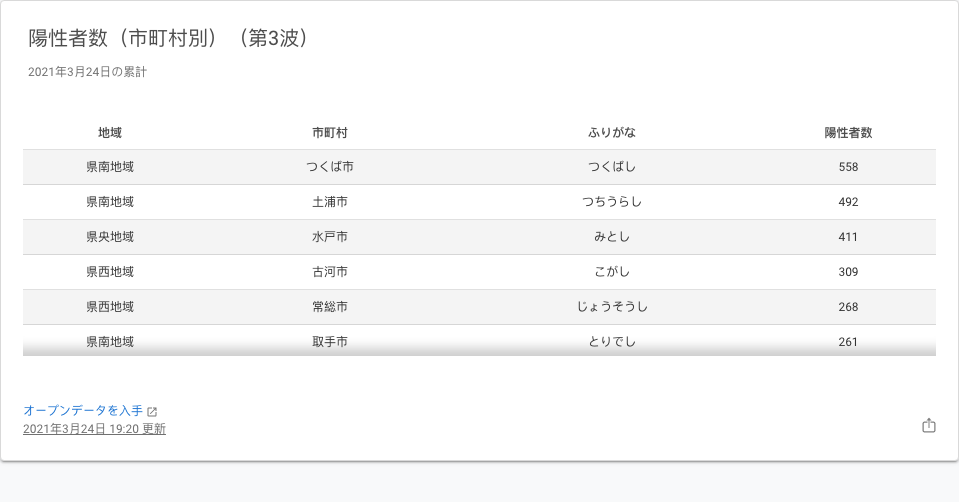 陽性者数（市町村別）（第3波）
2021年3月24日の累計
地域 市町村 ふりがな 陽性者数
県南地域 つくば市 つくばし 558
県南地域 土浦市 つちうらし 492
県央地域 水戸市 みとし 411
県西地域 古河市 こがし 309
県西地域 常総市 じょうそうし 268
県南地域 取手市 とりでし 261
オープンデータを入手
2021年3月24日 19:20 更新